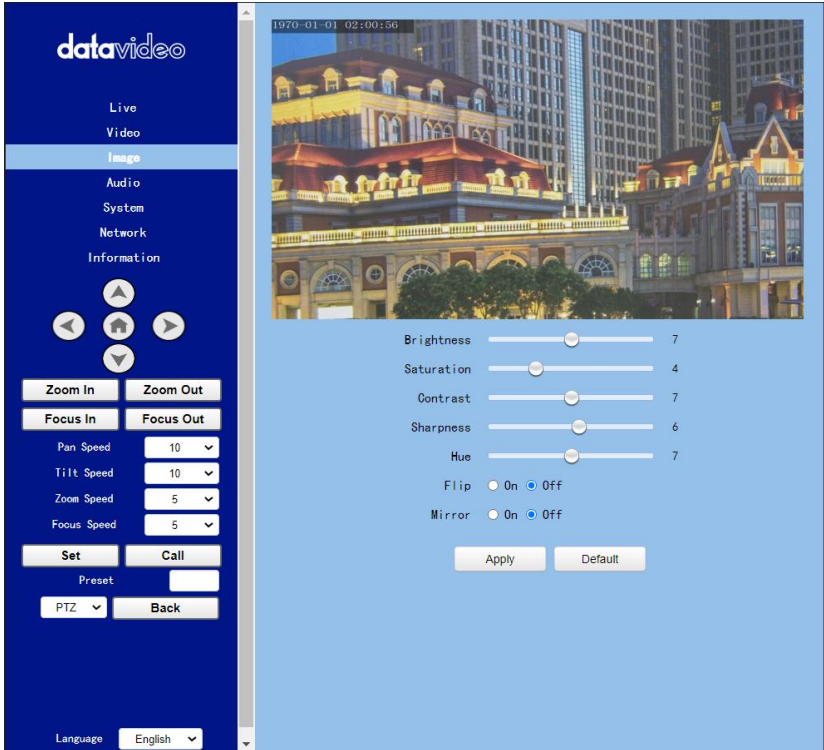 datavideo
Live
Video
Image
Audio
System
Network
Information
Zoom In Zoom Out
Focus In Focus Out
Pan Speed 10
Tilt Speed 10
Zoom Speed 5
Focus Speed 5
Set Call
Preset
PTZ Back
Language English
1970-01-01 02:00:56
Brightness 7
Saturation 4
Contrast 7
Sharpness 6
Hue 7
Flip On Off
Mirror On Off
Apply Default